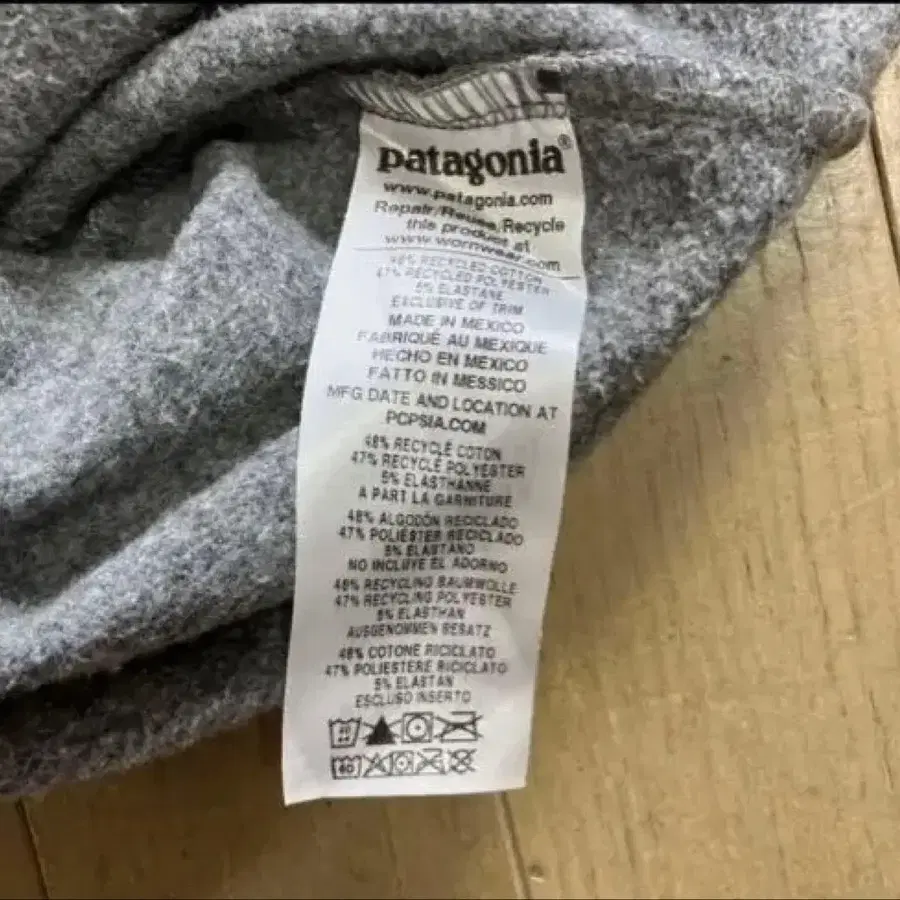 patagonia®
www.patagonia.com
Repair/Reuse/Recycle
this product at
www.wornwear.com
48% RECYCLED COTTON
47% RECYCLED POLYESTER
5% ELASTANE
EXCLUSIVE OF TRIM
MADE IN MEXICO
FABRIQUÉ AU MEXIQUE
HECHO EN MEXICO
FATTO IN MESSICO
MFG DATE AND LOCATION AT
PCPSIA.COM
48% RECYCLÉ COTON
47% RECYCLÉ POLYESTER
5% ELASTHANNE
A PART LA GARNITURE
48% ALGODÓN RECICLADO
47% POLIÉSTER RECICLADO
5% ELASTANO
NO INCLUYE EL ADORNO
48% RECYCLING BAUMWOLLE
47% RECYCLING POLYESTER
5% ELASTHAN
AUSGENOMMEN BESATZ
48% COTONE RICICLATO
47% POLIESTERE RICICLATO
5% ELASTAN
ESCLUSO INSERTO
40